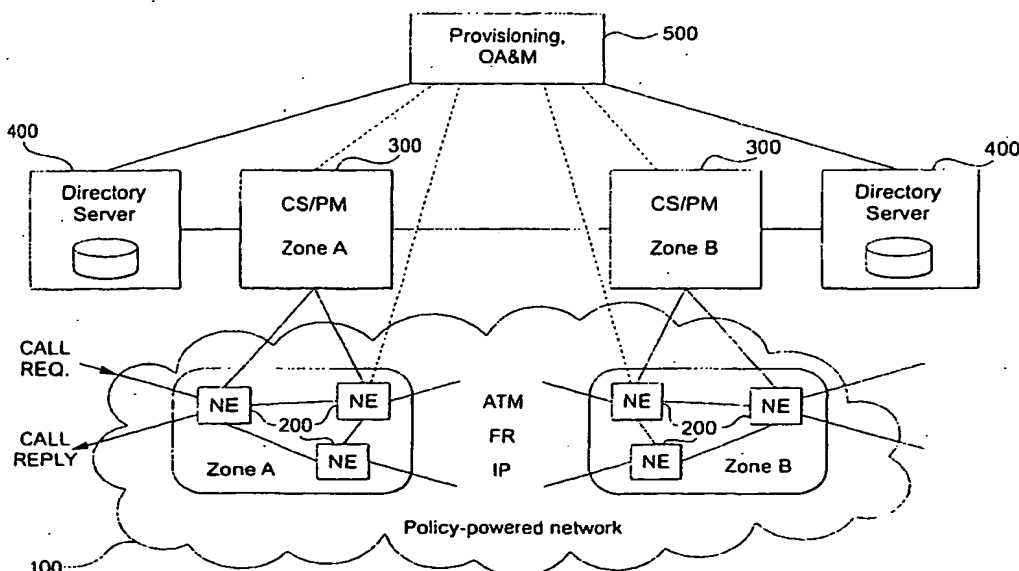 Provisioning,
OA&M
500
400
300
300
400
Directory
Server
CS/PM
Zone A
CS/PM
Zone B
Directory
Server
CALL
REQ.
CALL
REPLY
NE
NE
200
NE
Zone A
ATM
FR
IP
NE
NE
200
NE
Zone B
Policy-powered network
100